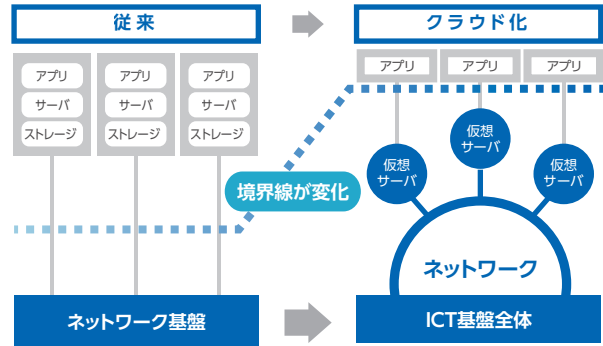 従来
クラウド化
アプリ
サーバ
ストレージ
アプリ
サーバ
ストレージ
アプリ
サーバ
ストレージ
アプリ
アプリ
アプリ
仮想
サーバ
仮想
サーバ
仮想
サーバ
境界線が変化
ネットワーク
ネットワーク基盤
ICT基盤全体